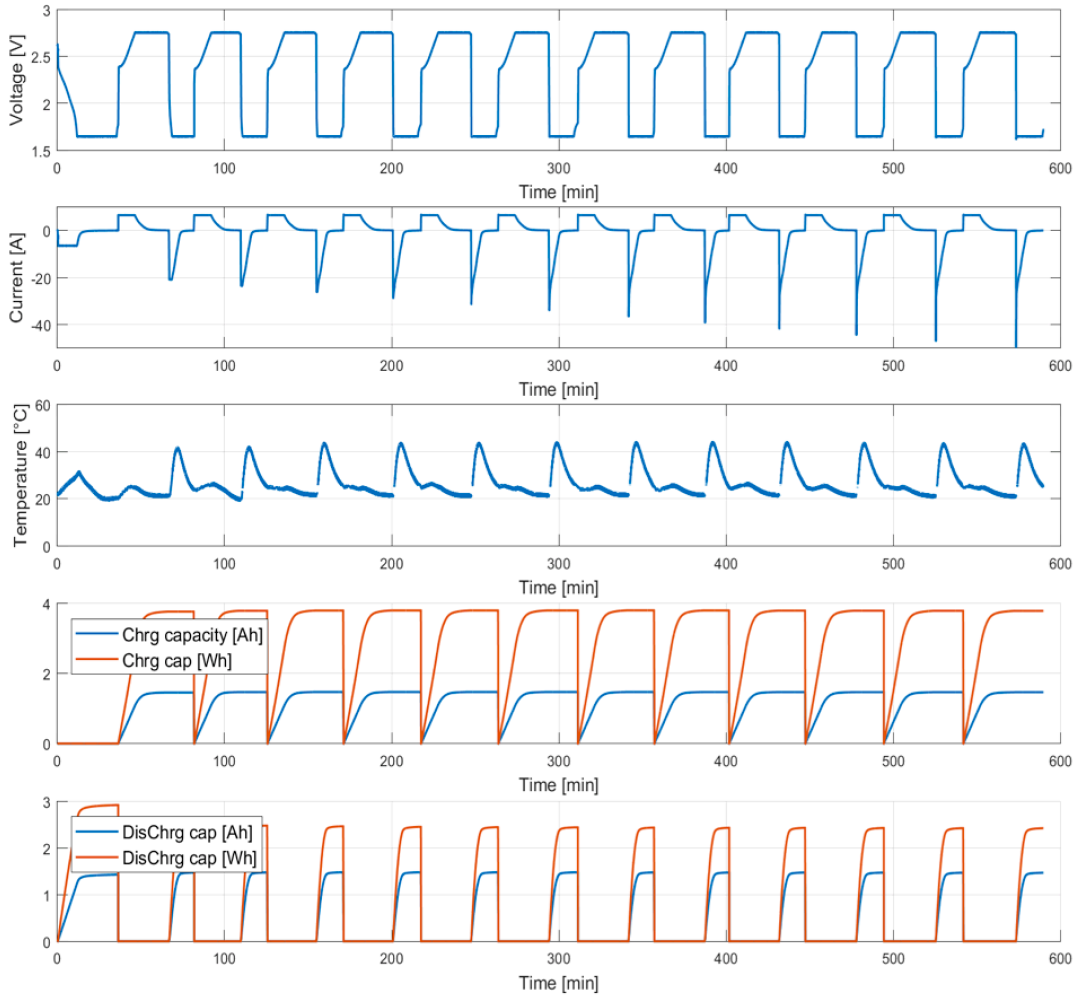 3
2.5
2
1.5
Voltage [V]
0 100 200 300 400 500 600
Time [min]
0
-20
-40
Current [A]
0 100 200 300 400 500 600
Time [min]
60
40
20
0
Temperature [°C]
0 100 200 300 400 500 600
Time [min]
4
2
0
Chrg capacity [Ah]
Chrg cap [Wh]
0 100 200 300 400 500 600
Time [min]
3
2
1
0
DisChrg cap [Ah]
DisChrg cap [Wh]
0 100 200 300 400 500 600
Time [min]